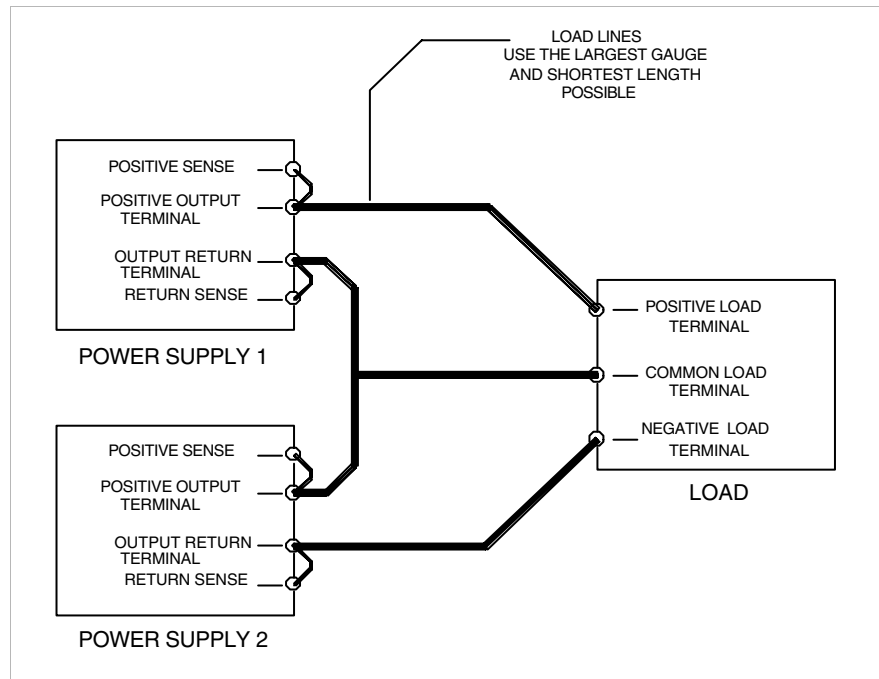 LOAD LINES
USE THE LARGEST GAUGE
AND SHORTEST LENGTH
POSSIBLE
POSITIVE SENSE
POSITIVE OUTPUT
TERMINAL
OUTPUT RETURN
TERMINAL
RETURN SENSE
POWER SUPPLY 1
POSITIVE LOAD
TERMINAL
COMMON LOAD
TERMINAL
NEGATIVE LOAD
TERMINAL
LOAD
POSITIVE SENSE
POSITIVE OUTPUT
TERMINAL
OUTPUT RETURN
TERMINAL
RETURN SENSE
POWER SUPPLY 2